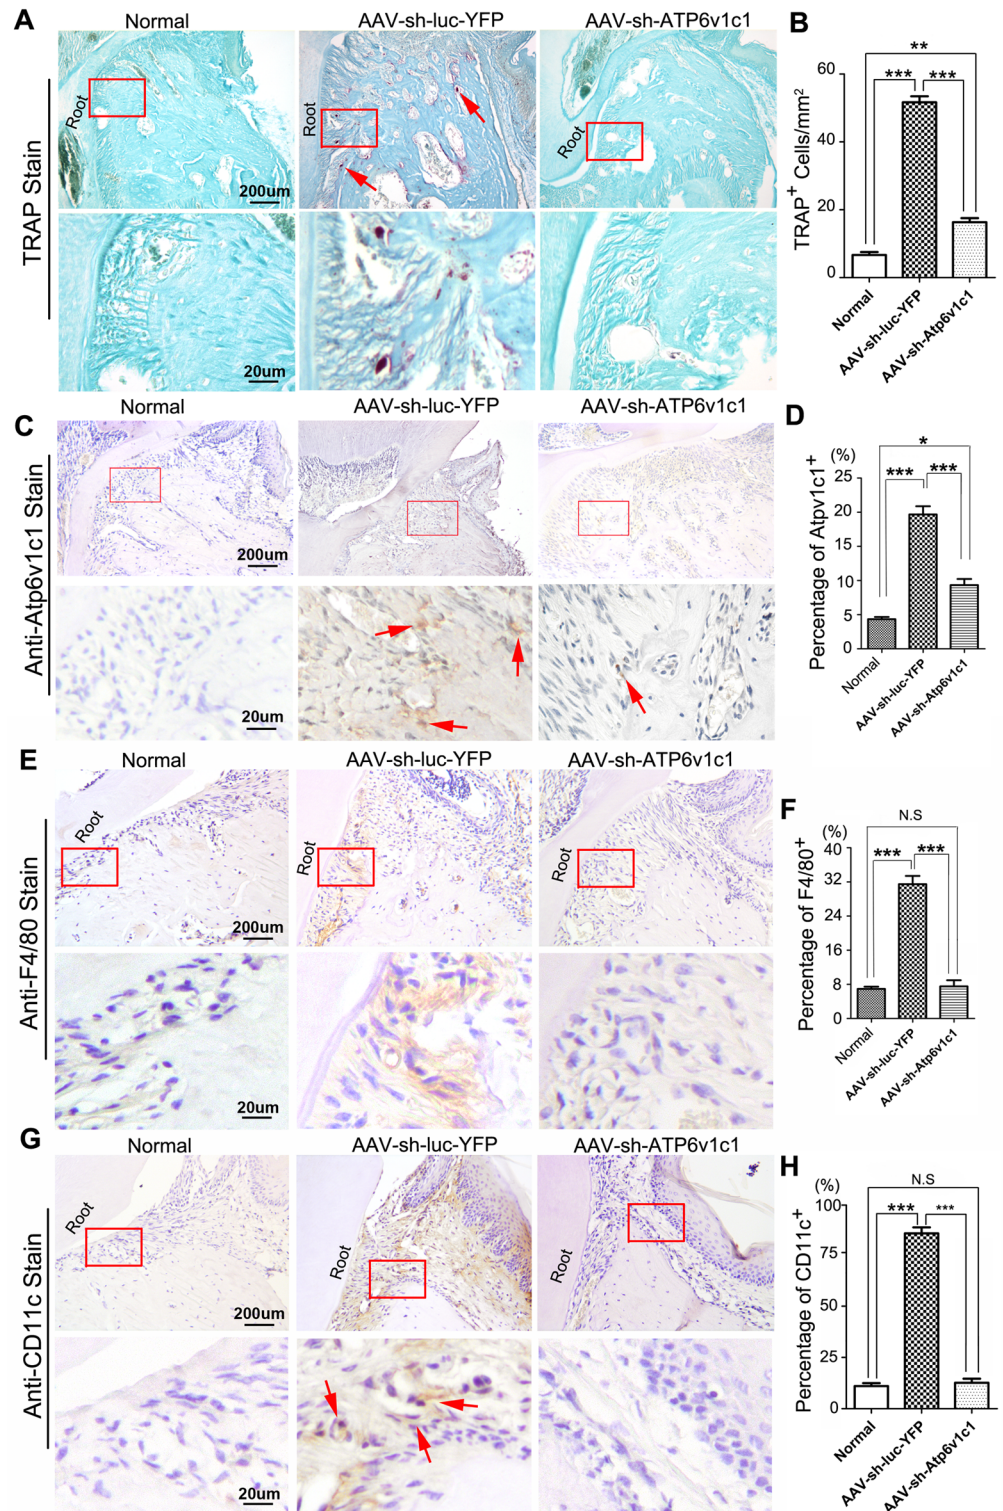 A
Normal
AAV-sh-luc-YFP
AAV-sh-ATP6v1c1
TRAP Stain
Root
200um
Root
Root
20um
B
**
***
***
TRAP+ Cells/mm2
60
40
20
0
Normal
AAV-sh-luc-YFP
AAV-sh-Atp6v1c1
C
Normal
AAV-sh-luc-YFP
AAV-sh-ATP6v1c1
Anti-Atp6v1c1 Stain
200um
20um
D
(%)
*
***
***
Percentage of Atpv1c1+
25
20
15
10
5
0
Normal
AAV-sh-luc-YFP
AAV-sh-Atp6v1c1
E
Normal
AAV-sh-luc-YFP
AAV-sh-ATP6v1c1
Anti-F4/80 Stain
Root
200um
Root
Root
20um
F
(%)
N.S
***
***
Percentage of F4/80+
40
32
24
16
8
0
Normal
AAV-sh-luc-YFP
AAV-sh-Atp6v1c1
G
Normal
AAV-sh-luc-YFP
AAV-sh-ATP6v1c1
Anti-CD11c Stain
Root
200um
Root
Root
20um
H
(%)
N.S
***
***
Percentage of CD11c+
100
75
50
25
0
Normal
AAV-sh-luc-YFP
AAV-sh-Atp6v1c1